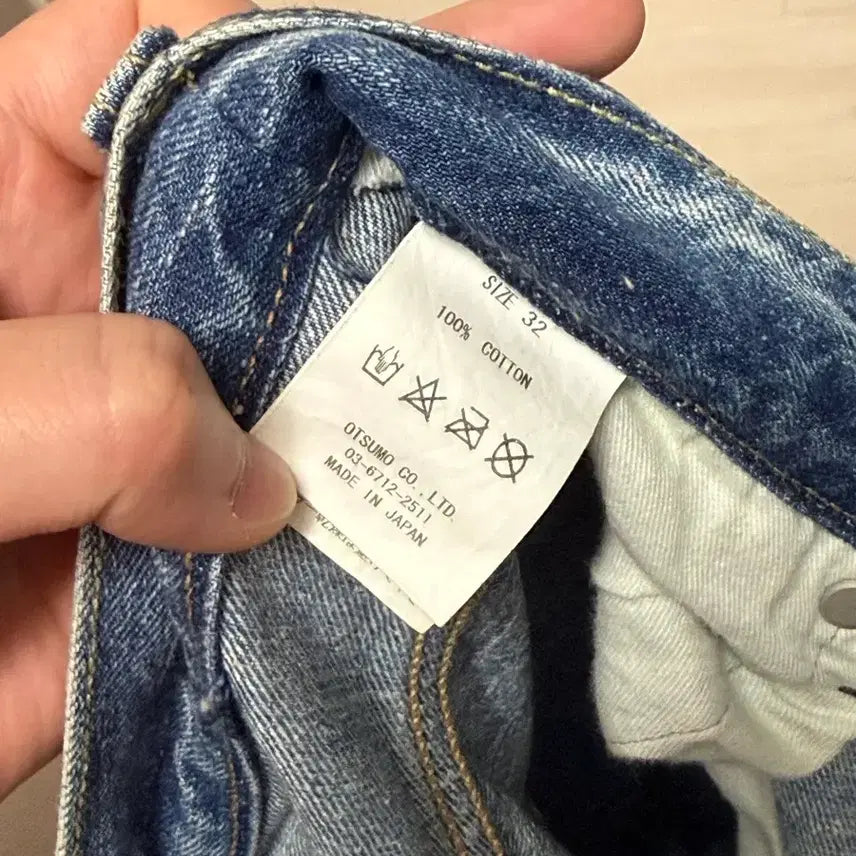 SIZE 32
100% COTTON
OTSUMO CO.,LTD.
03-6712-2511
MADE IN JAPAN